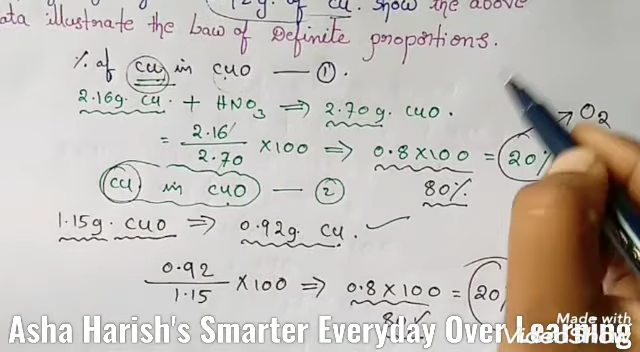 12g. of cu. show the above
ata illustrate the Law of Definite proportions.
% of cu in cuo — ①.
2.16g. cu. + HNO3 ⇒ 2.70g. cuo.
→ O2
= 2.16/2.70 × 100 ⇒ 0.8 × 100 = 20%
80%
cu in cuo — ②
1.15g. cuo ⇒ 0.92g. cu.
0.92/1.15 × 100 ⇒ 0.8 × 100 = 20
80%
Made with
VideoShow
Asha Harish's Smarter Everyday Over Learning